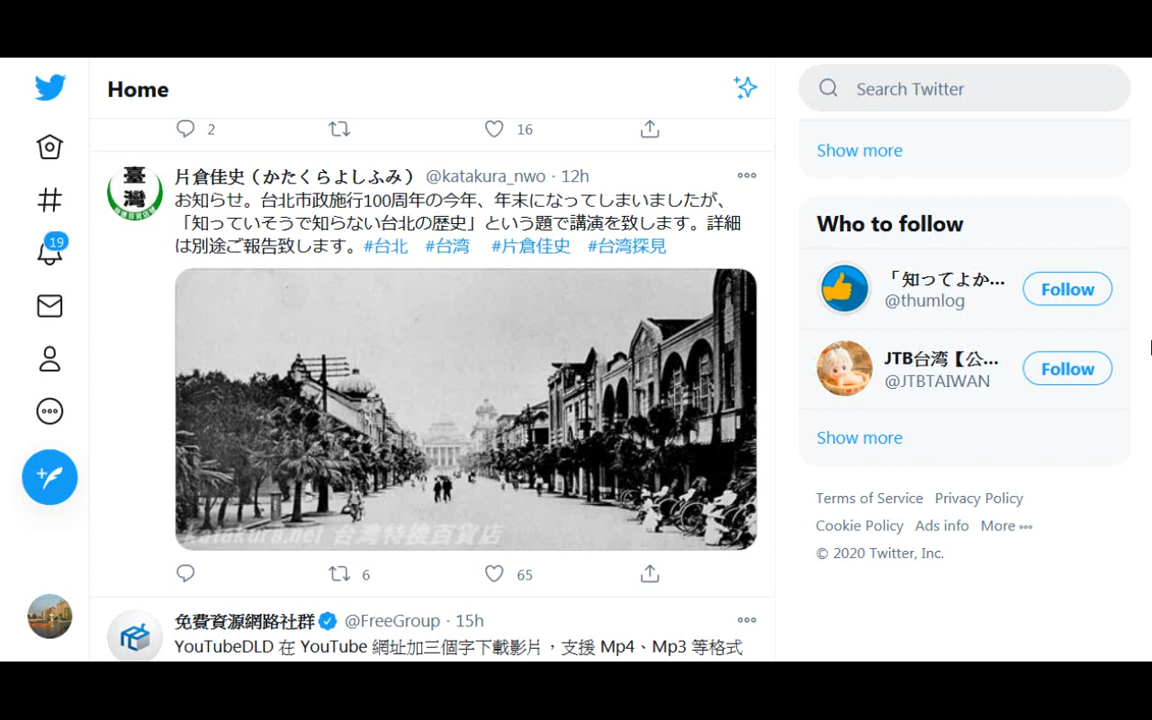 Home
Search Twitter
2 16
Show more
臺
灣
片倉佳史（かたくらよしふみ） @katakura_nwo · 12h
お知らせ。台北市政施行100周年の今年、年末になってしまいましたが、
「知っていそうで知らない台北の歴史」という題で講演を致します。詳細
は別途ご報告致します。#台北 #台湾 #片倉佳史 #台湾探見
katakura.net 台湾特捜百貨店
6 65
免費資源網路社群 @FreeGroup · 15h
YouTubeDLD 在 YouTube 網址加三個字下載影片，支援 Mp4、Mp3 等格式
19
Who to follow
「知ってよか...
@thumlog
Follow
JTB台湾【公...
@JTBTAIWAN
Follow
Show more
Terms of Service Privacy Policy
Cookie Policy Ads info More
© 2020 Twitter, Inc.